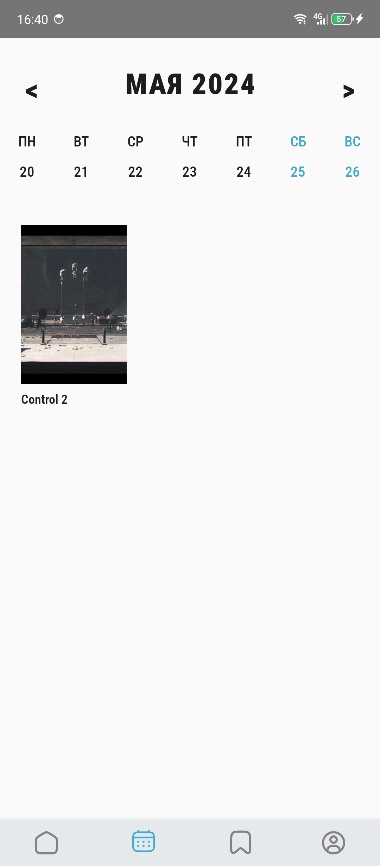 16:40 4G 57
< МАЯ 2024 >
ПН ВТ СР ЧТ ПТ СБ ВС
20 21 22 23 24 25 26
Control 2